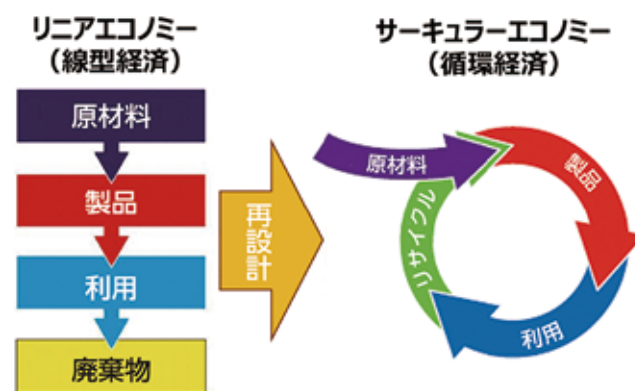 リニアエコノミー
(線型経済)
原材料
製品
利用
廃棄物
再設計
サーキュラーエコノミー
(循環経済)
原材料
製品
利用
リサイクル